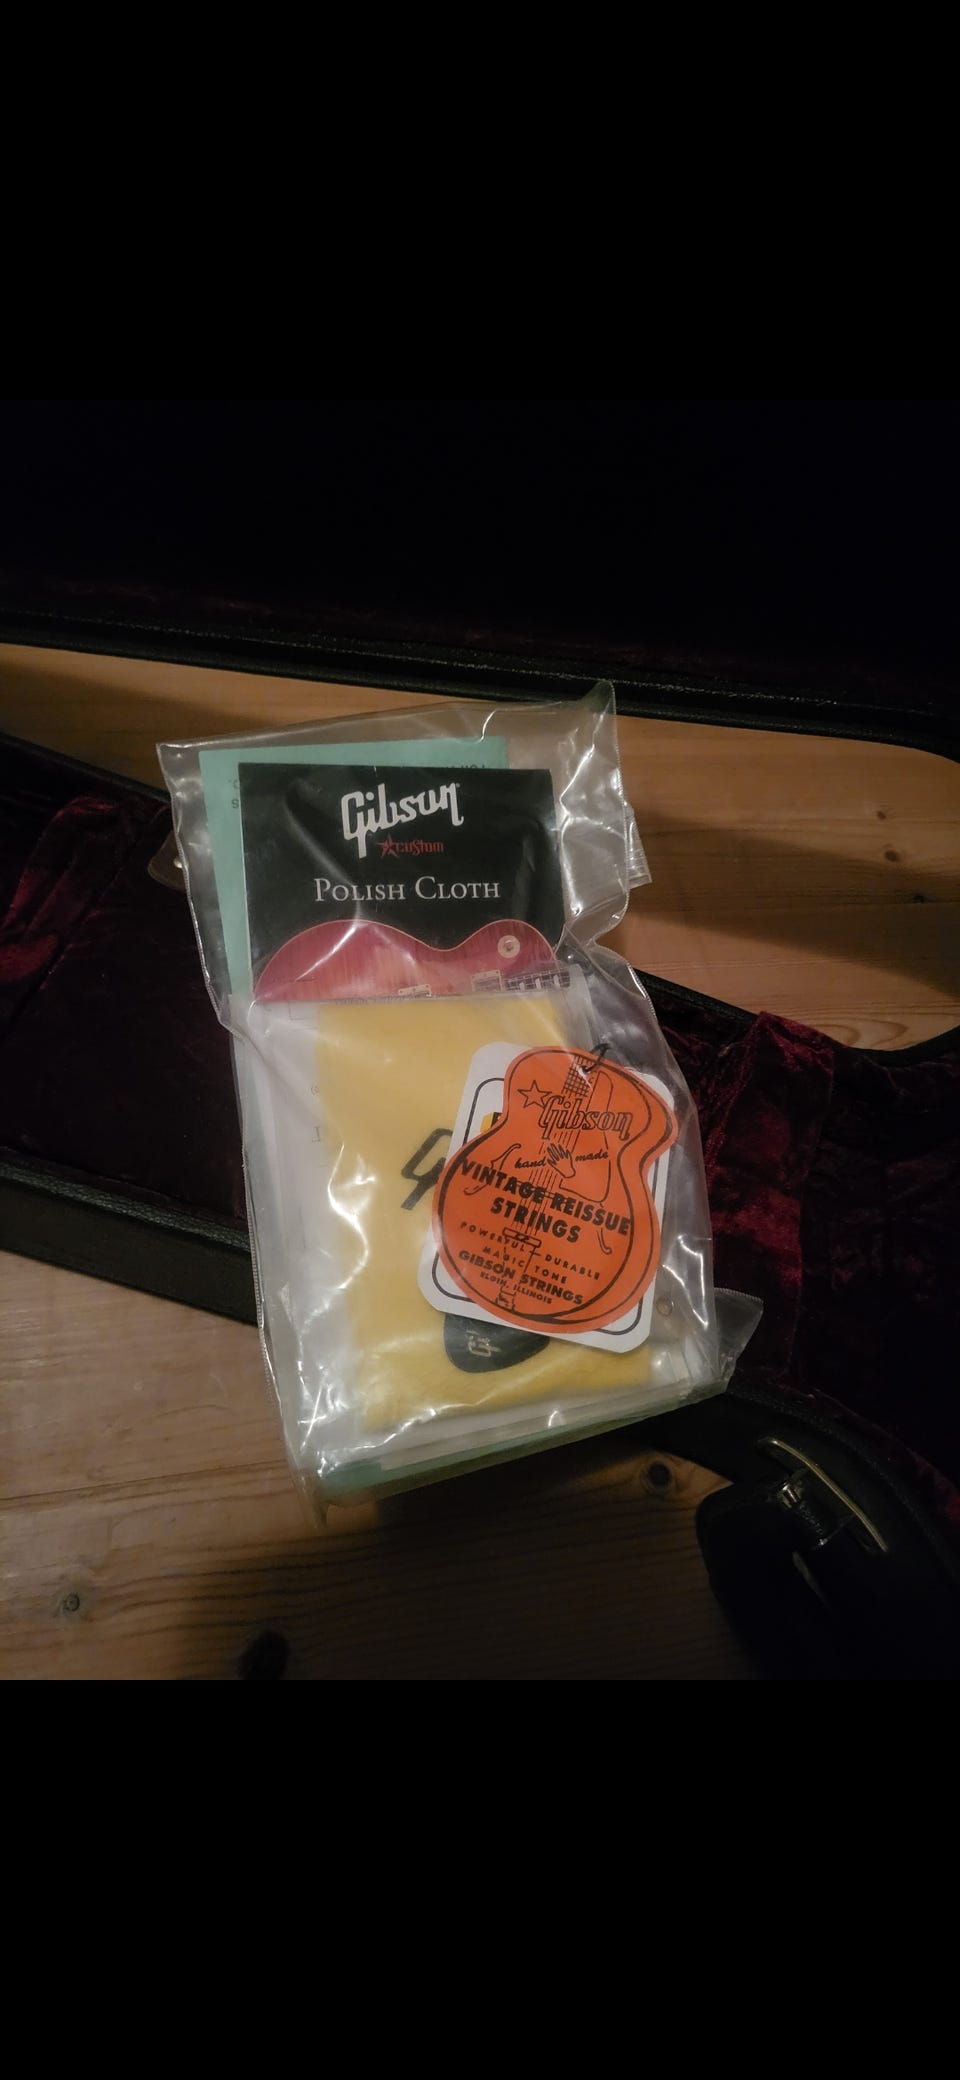 Gibson
Custom
POLISH CLOTH
Gibson
hand made
VINTAGE REISSUE
STRINGS
POWERFUL - DURABLE
MAGIC TONE
GIBSON STRINGS
ELGIN, ILLINOIS